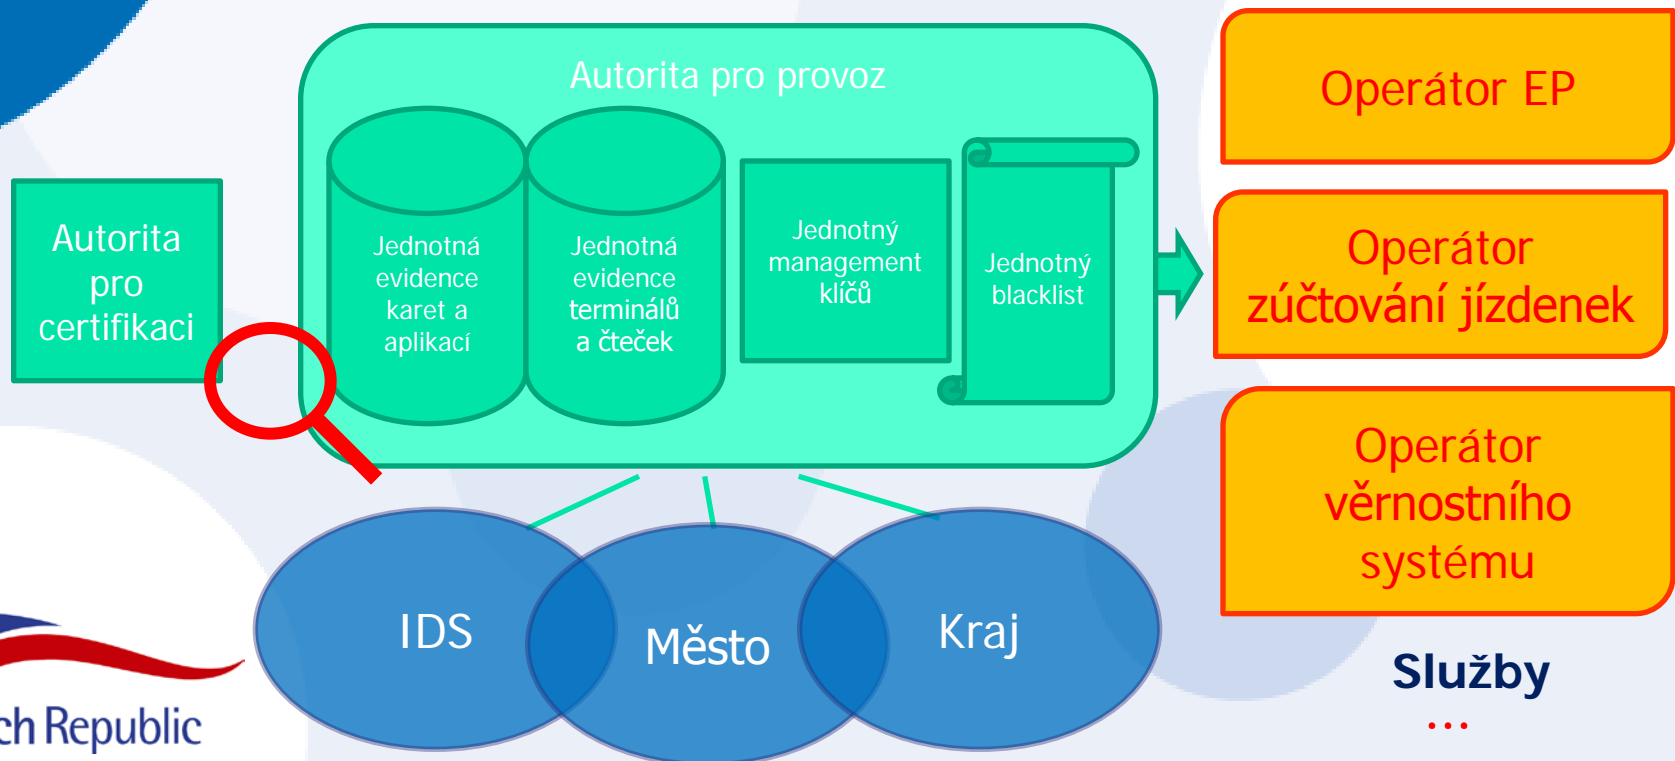 Autorita pro provoz
Autorita
pro
certifikaci
Jednotná
evidence
karet a
aplikací
Jednotná
evidence
terminálů
a čteček
Jednotný
management
klíčů
Jednotný
blacklist
Operátor EP
Operátor
zúčtování jízdenek
Operátor
věrnostního
systému
IDS
Město
Kraj
Služby
...
ch Republic